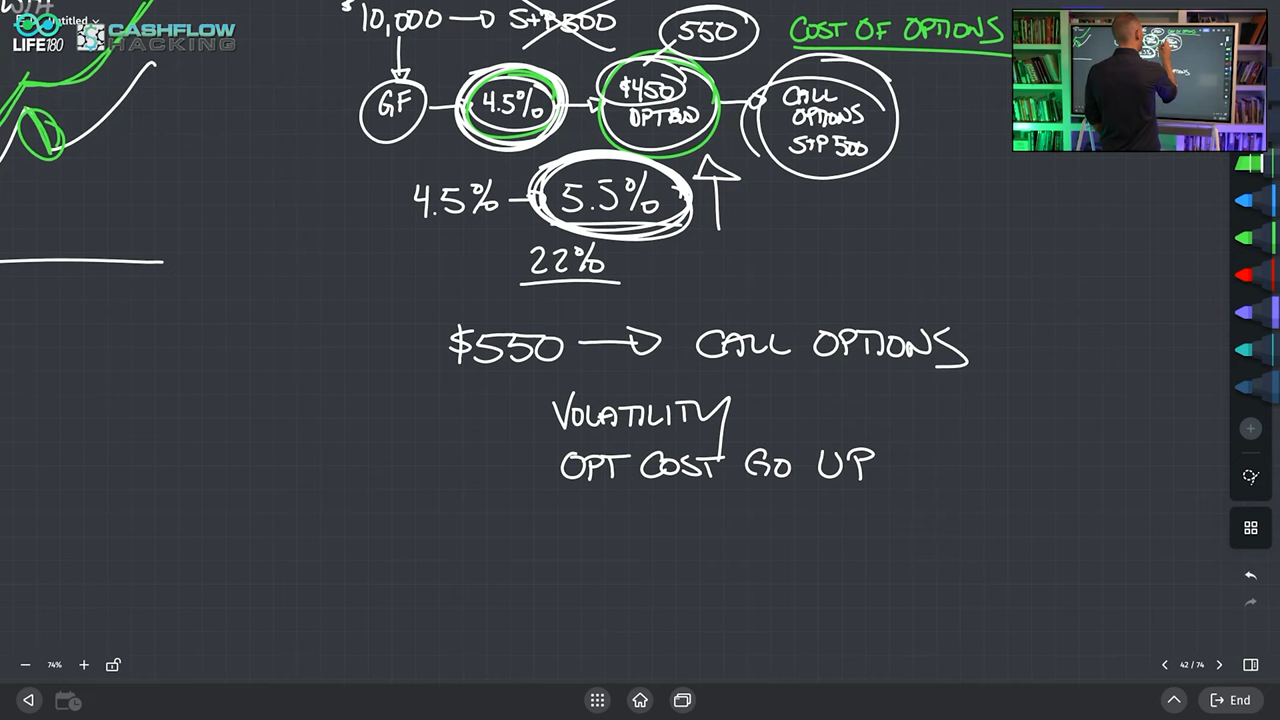 Untitled
LIFE180
CASHFLOW
HACKING
$10,000 → S+P 500
550
COST OF OPTIONS
GF
4.5%
$450
OPTION
CALL
OPTIONS
S+P 500
4.5% → 5.5%
22%
$550 → CALL OPTIONS
VOLATILITY
OPT COST GO UP
74%
42 / 74
End